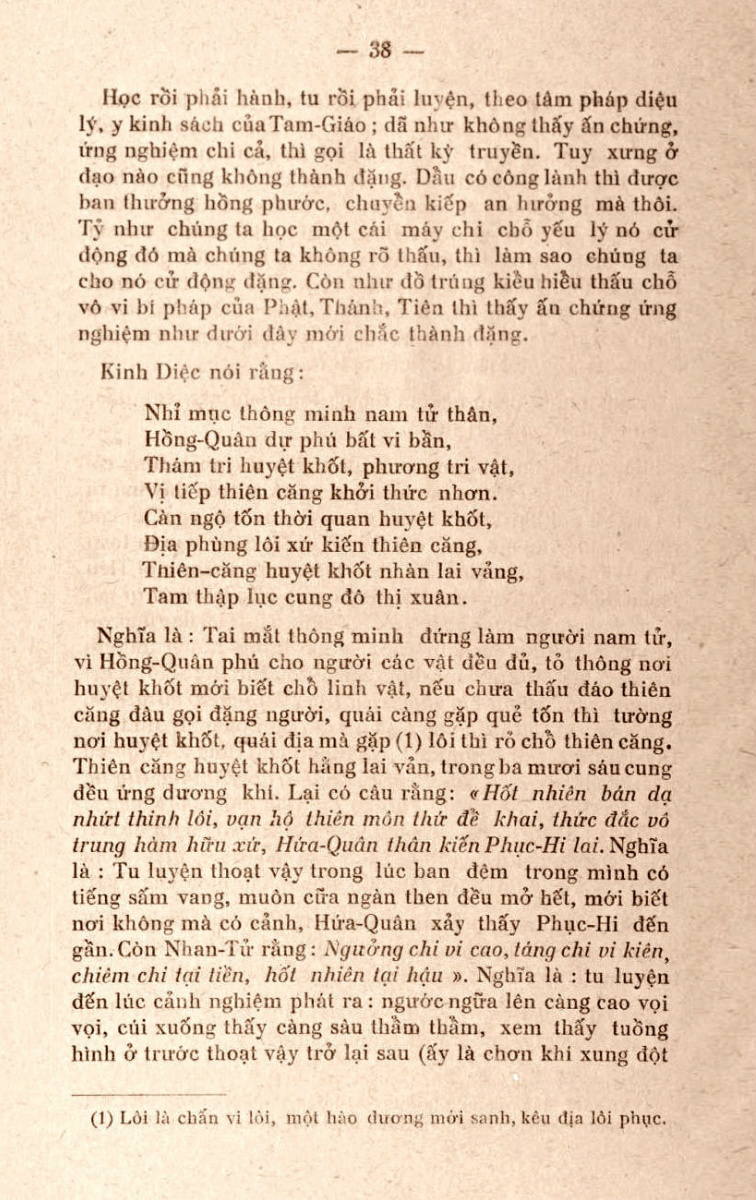 — 38 —
Học rồi phải hành, tu rồi phải luyện, theo tâm pháp diệu
lý, y kinh sách của Tam-Giáo ; dã như không thấy ấn chứng,
ứng nghiệm chi cả, thì gọi là thất kỳ truyền. Tuy xưng ở
đạo nào cũng không thành đặng. Dầu có công lành thì được
ban thưởng hồng phước, chuyển kiếp an hưởng mà thôi.
Tỷ như chúng ta học một cái máy chi chỗ yếu lý nó cử
động đó mà chúng ta không rõ thấu, thì làm sao chúng ta
cho nó cử động đặng. Còn như đồ trúng kiểu hiểu thấu chỗ
vô vi bí pháp của Phật, Thánh, Tiên thì thấy ấn chứng ứng
nghiệm như dưới đây mới chắc thành đặng.
Kinh Diệc nói rằng :
Nhỉ mục thông minh nam tử thân,
Hồng-Quân dự phú bất vi bần,
Thám tri huyệt khốt, phương tri vật,
Vị tiếp thiên căng khởi thức nhơn.
Càn ngộ tốn thời quan huyệt khốt,
Địa phùng lôi xứ kiến thiên căng,
Thiên-căng huyệt khốt nhàn lai vảng,
Tam thập lục cung đô thị xuân.
Nghĩa là : Tai mắt thông minh đứng làm người nam tử,
vì Hồng-Quân phú cho người các vật đều đủ, tỏ thông nơi
huyệt khốt mới biết chỗ linh vật, nếu chưa thấu đáo thiên
căng đâu gọi đặng người, quái càng gặp quẻ tốn thì tường
nơi huyệt khốt, quái địa mà gặp (1) lôi thì rỏ chỗ thiên căng.
Thiên căng huyệt khốt hằng lai vản, trong ba mươi sáu cung
đều ứng dương khí. Lại có câu rằng : « Hốt nhiên bán dạ
nhứt thinh lôi, vạn hộ thiên môn thứ đề khai, thức đắc vô
trung hàm hữu xứ, Hứa-Quân thân kiến Phục-Hi lai. Nghĩa
là : Tu luyện thoạt vậy trong lúc ban đêm trong mình có
tiếng sấm vang, muôn cữa ngàn then đều mở hết, mới biết
nơi không mà có cảnh, Hứa-Quân xảy thấy Phục-Hi đến
gần. Còn Nhan-Tử rằng : Nguởng chi vi cao, táng chi vi kiên,
chiêm chi tại tiền, hốt nhiên tại hậu ». Nghĩa là : tu luyện
đến lúc cảnh nghiệm phát ra : ngước ngữa lên càng cao vọi
vọi, cúi xuống thấy càng sàu thầm thầm, xem thấy tuồng
hình ở trước thoạt vậy trở lại sau (ấy là chơn khí xung đột
(1) Lôi là chấn vi lôi, một hào dương mới sanh, kêu địa lôi phục.